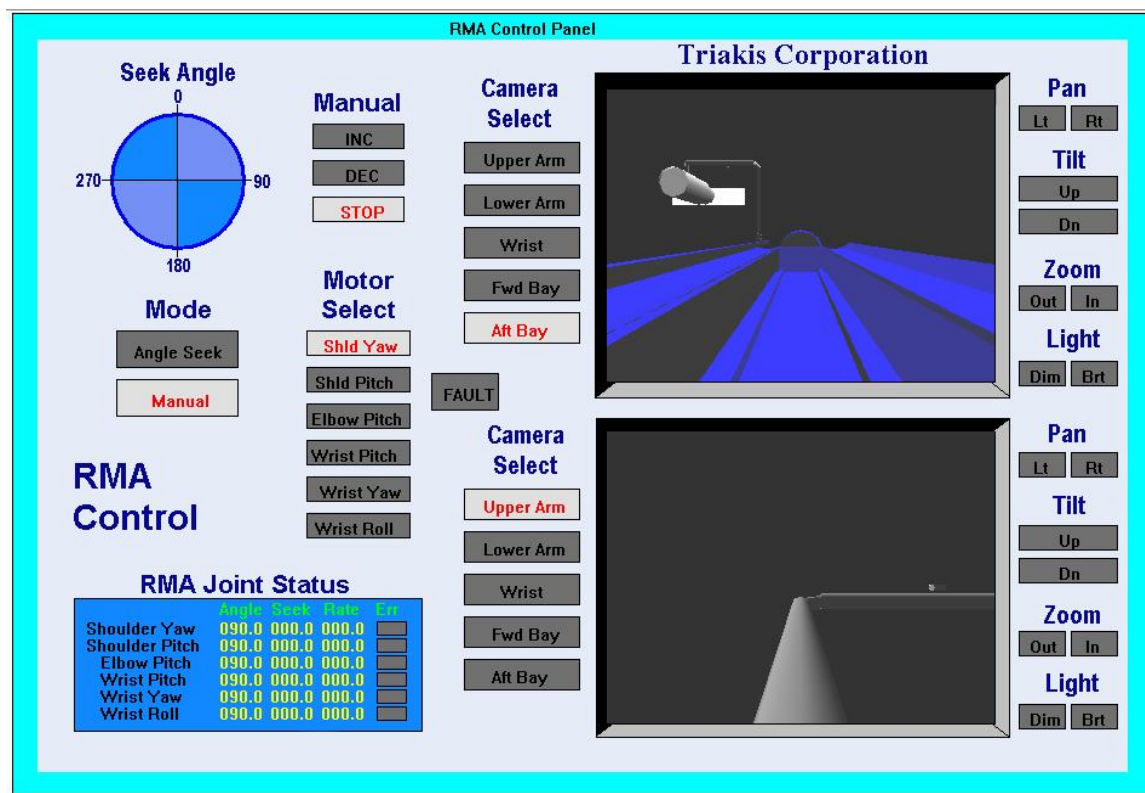 RMA Control Panel
Triakis Corporation
Seek Angle
0
270
90
180
Mode
Angle Seek
Manual
Manual
INC
DEC
STOP
Motor
Select
Shld Yaw
Shld Pitch
Elbow Pitch
Wrist Pitch
Wrist Yaw
Wrist Roll
FAULT
RMA
Control
RMA Joint Status
Angle Seek Rate Err
Shoulder Yaw 090.0 000.0 000.0
Shoulder Pitch 090.0 000.0 000.0
Elbow Pitch 090.0 000.0 000.0
Wrist Pitch 090.0 000.0 000.0
Wrist Yaw 090.0 000.0 000.0
Wrist Roll 090.0 000.0 000.0
Camera
Select
Upper Arm
Lower Arm
Wrist
Fwd Bay
Aft Bay
Pan
Lt Rt
Tilt
Up
Dn
Zoom
Out In
Light
Dim Brt
Camera
Select
Upper Arm
Lower Arm
Wrist
Fwd Bay
Aft Bay
Pan
Lt Rt
Tilt
Up
Dn
Zoom
Out In
Light
Dim Brt